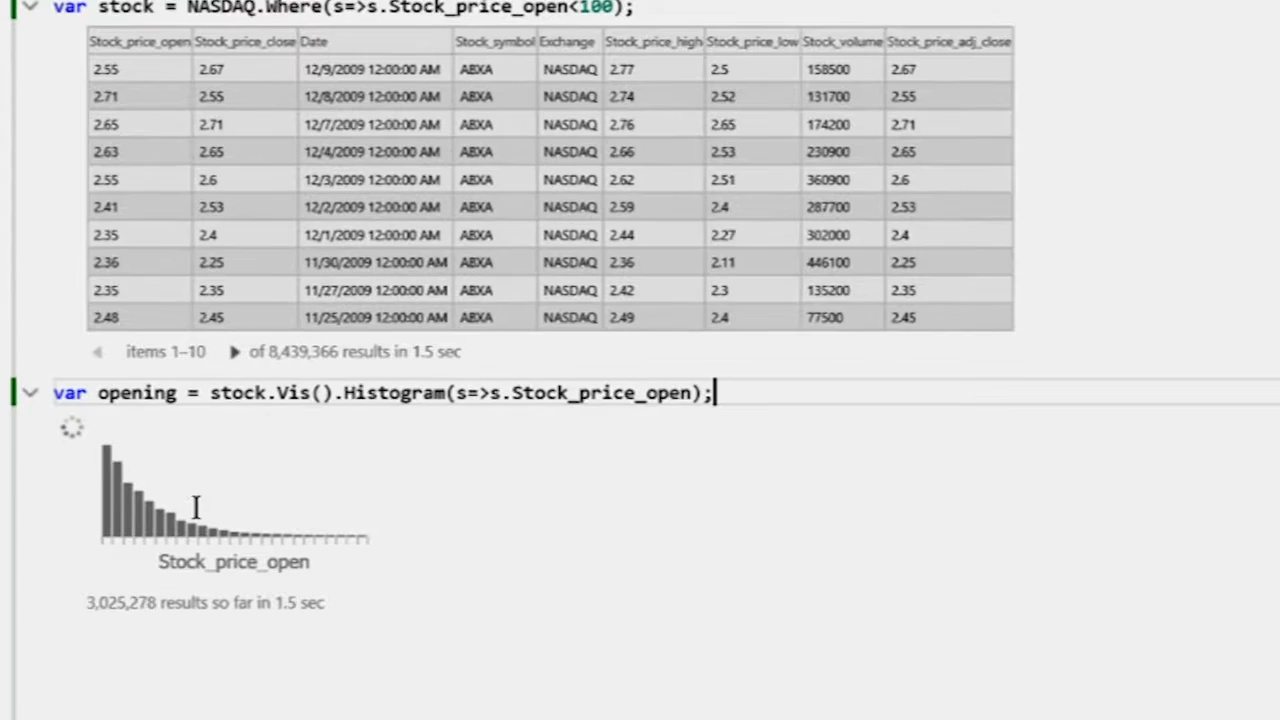 var stock = NASDAQ.Where(s=>s.Stock_price_open<100);
Stock_price_open Stock_price_close Date Stock_symbol Exchange Stock_price_high Stock_price_low Stock_volume Stock_price_adj_close
2.55 2.67 12/9/2009 12:00:00 AM ABXA NASDAQ 2.77 2.5 158500 2.67
2.71 2.55 12/8/2009 12:00:00 AM ABXA NASDAQ 2.74 2.52 131700 2.55
2.65 2.71 12/7/2009 12:00:00 AM ABXA NASDAQ 2.76 2.65 174200 2.71
2.63 2.65 12/4/2009 12:00:00 AM ABXA NASDAQ 2.66 2.53 230900 2.65
2.55 2.6 12/3/2009 12:00:00 AM ABXA NASDAQ 2.62 2.51 360900 2.6
2.41 2.53 12/2/2009 12:00:00 AM ABXA NASDAQ 2.59 2.4 287700 2.53
2.35 2.4 12/1/2009 12:00:00 AM ABXA NASDAQ 2.44 2.27 302000 2.4
2.36 2.25 11/30/2009 12:00:00 AM ABXA NASDAQ 2.36 2.11 446100 2.25
2.35 2.35 11/27/2009 12:00:00 AM ABXA NASDAQ 2.42 2.3 135200 2.35
2.48 2.45 11/25/2009 12:00:00 AM ABXA NASDAQ 2.49 2.4 77500 2.45
items 1–10 of 8,439,366 results in 1.5 sec
var opening = stock.Vis().Histogram(s=>s.Stock_price_open);
Stock_price_open
3,025,278 results so far in 1.5 sec